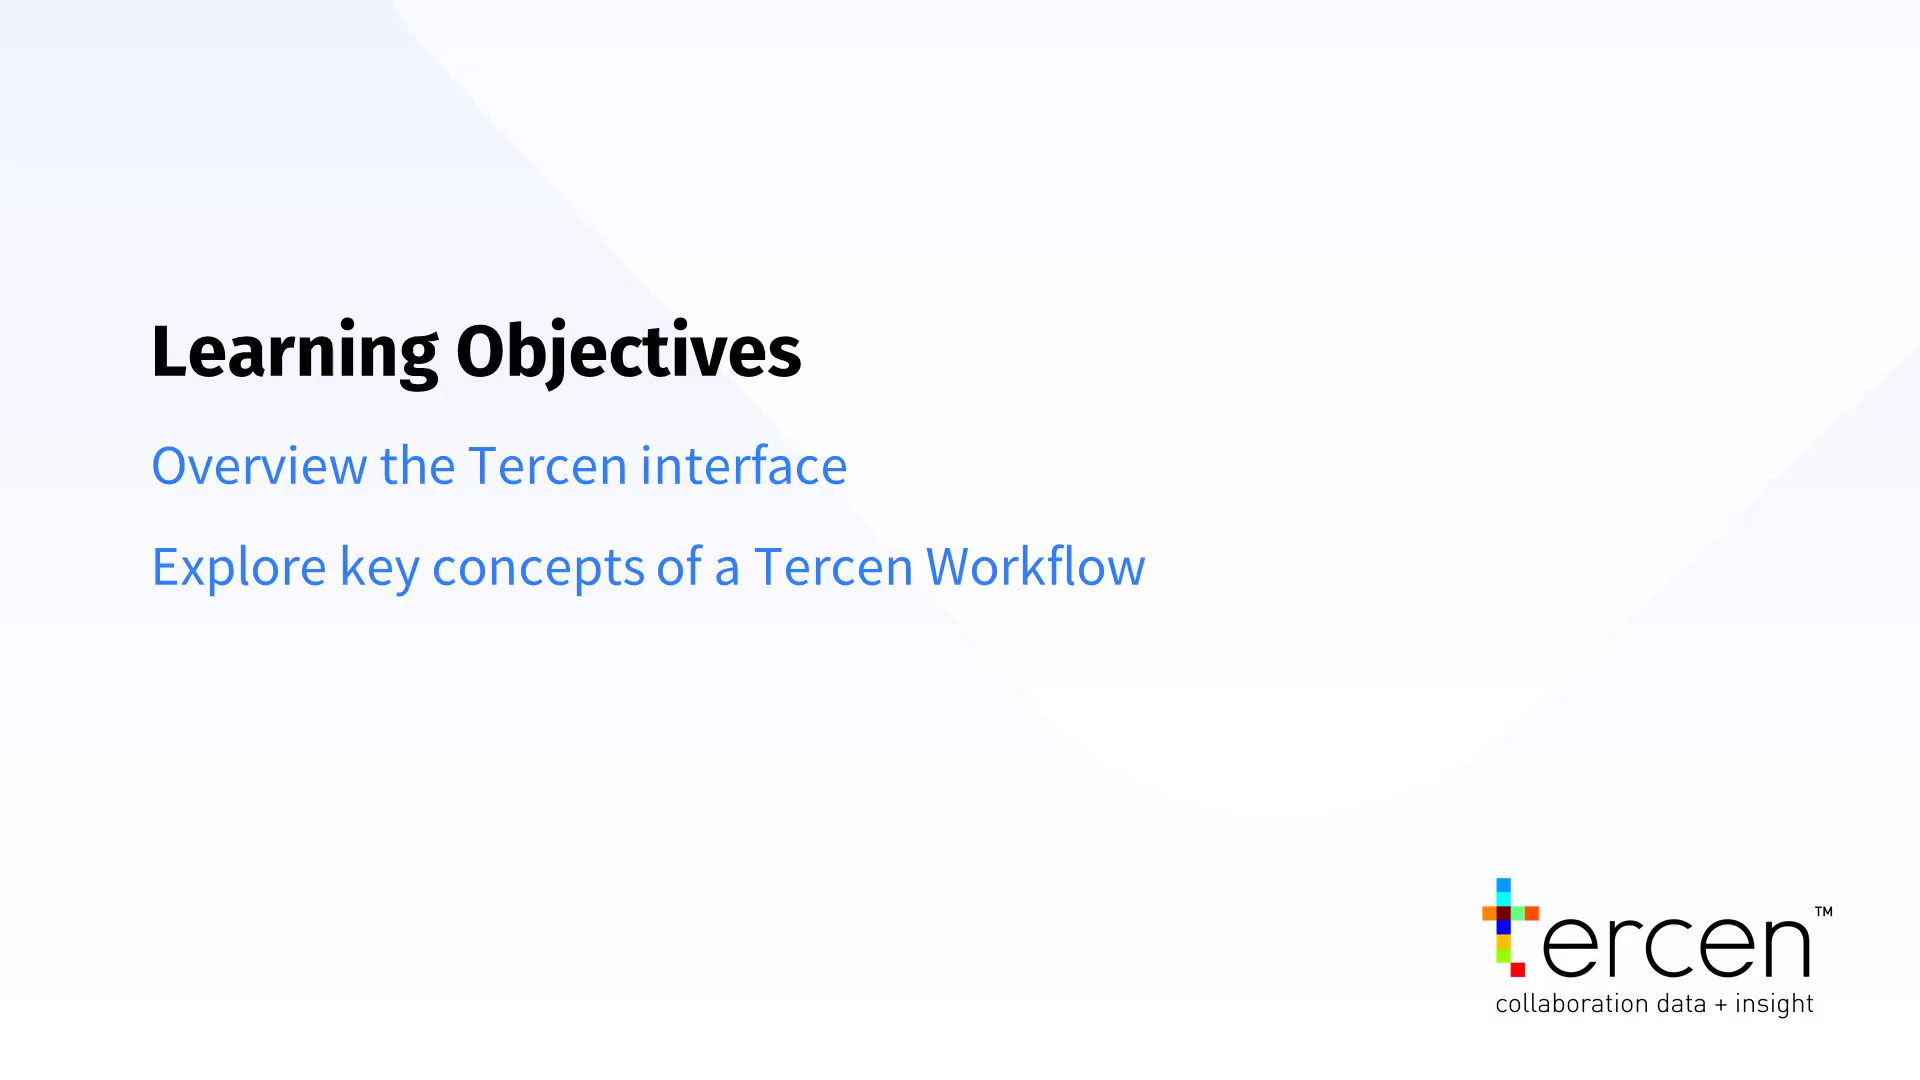 Learning Objectives
Overview the Tercen interface
Explore key concepts of a Tercen Workflow
tercen™
collaboration data + insight